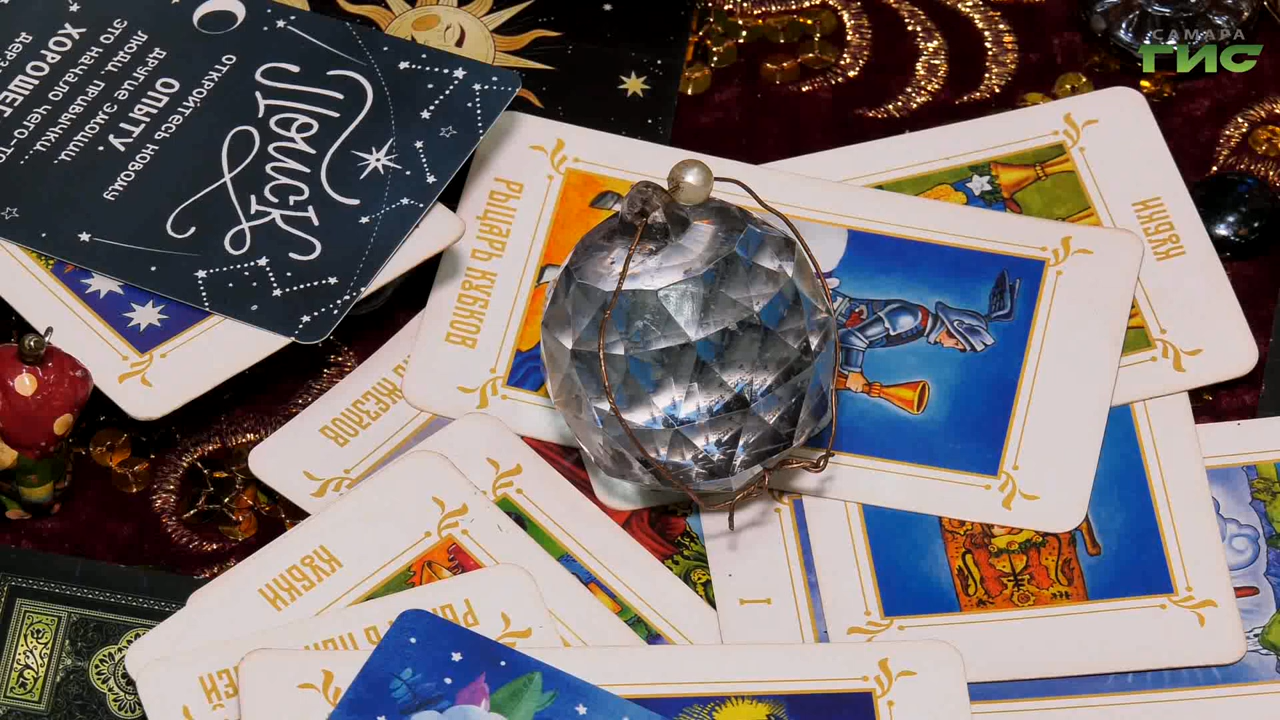 САМАРА
ГИС
Поиск
ОТКРОЙТЕСЬ НОВОМУ
ОПЫТУ.
ДРУГИЕ ЭМОЦИИ.
ЛЮДИ. ПРИВЫЧКИ.
ЭТО НАЧАЛО ЧЕГО-ТО
ХОРОШЕГ
РЫЦАРЬ КУБКОВ
КУБКИ
ЖЕЗЛОВ
КУБКИ
I